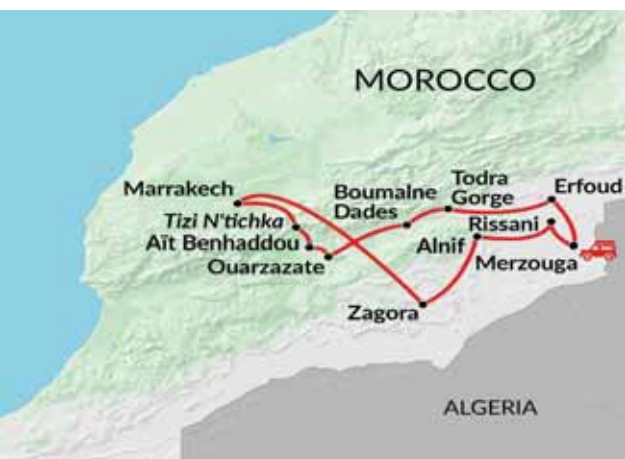 MOROCCO
Marrakech
Tizi N'tichka
Aït Benhaddou
Ouarzazate
Boumalne
Dades
Todra
Gorge
Erfoud
Rissani
Alnif
Merzouga
Zagora
ALGERIA